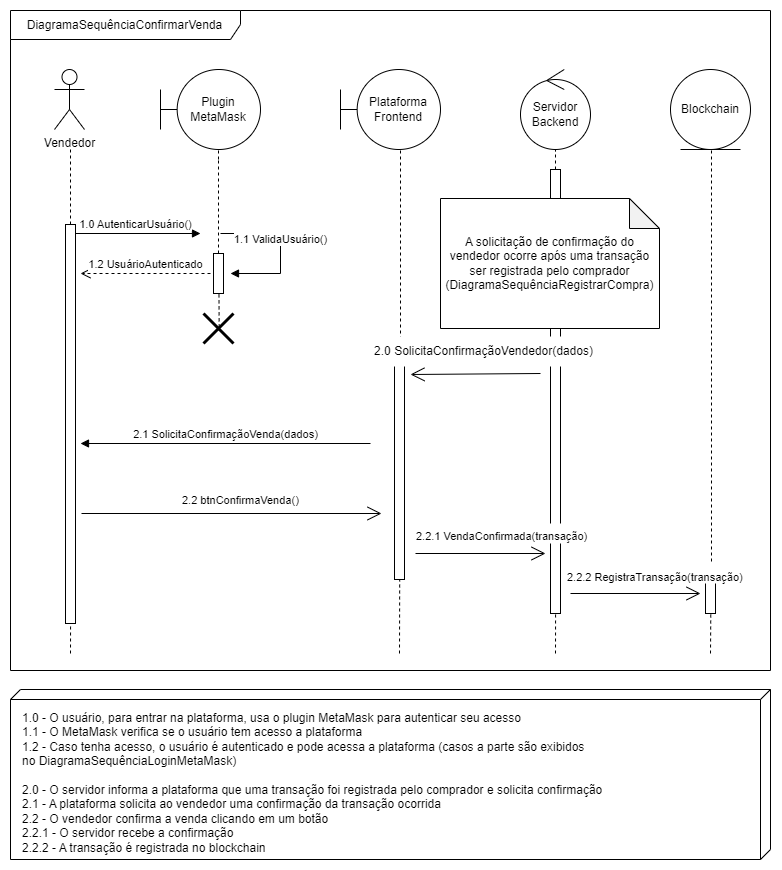 DiagramaSequênciaConfirmarVenda
Plugin
MetaMask
Plataforma
Frontend
Servidor
Backend
Blockchain
Vendedor
1.0 AutenticarUsuário()
1.1 ValidaUsuário()
1.2 UsuárioAutenticado
A solicitação de confirmação do
vendedor ocorre após uma transação
ser registrada pelo comprador
(DiagramaSequênciaRegistrarCompra)
2.0 SolicitaConfirmaçãoVendedor(dados)
2.1 SolicitaConfirmaçãoVenda(dados)
2.2 btnConfirmaVenda()
2.2.1 VendaConfirmada(transação)
2.2.2 RegistraTransação(transação)
1.0 - O usuário, para entrar na plataforma, usa o plugin MetaMask para autenticar seu acesso
1.1 - O MetaMask verifica se o usuário tem acesso a plataforma
1.2 - Caso tenha acesso, o usuário é autenticado e pode acessa a plataforma (casos a parte são exibidos
no DiagramaSequênciaLoginMetaMask)
2.0 - O servidor informa a plataforma que uma transação foi registrada pelo comprador e solicita confirmação
2.1 - A plataforma solicita ao vendedor uma confirmação da transação ocorrida
2.2 - O vendedor confirma a venda clicando em um botão
2.2.1 - O servidor recebe a confirmação
2.2.2 - A transação é registrada no blockchain